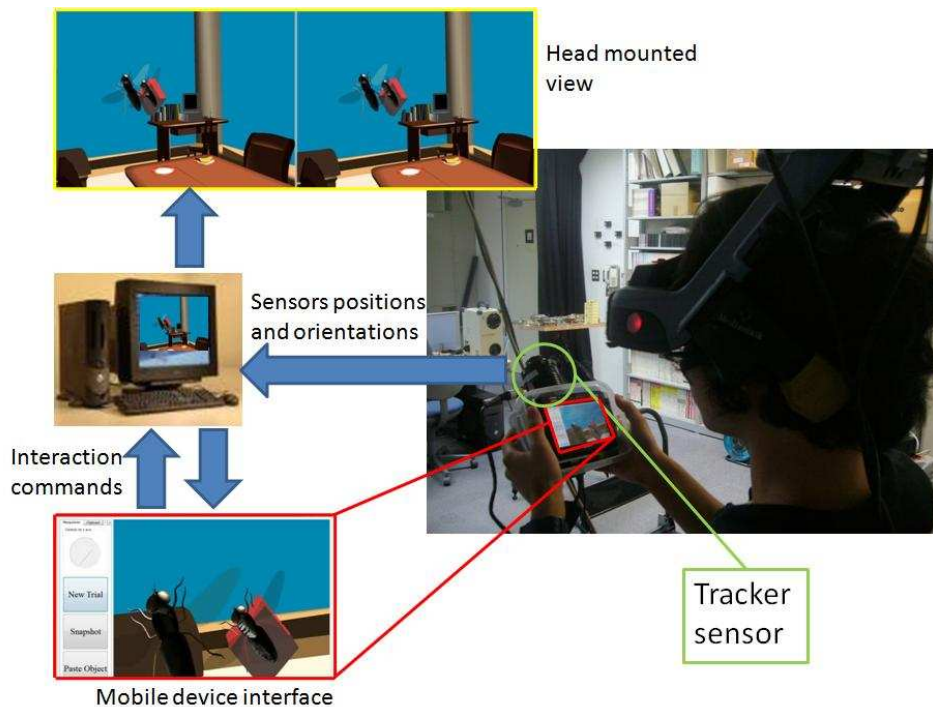 Head mounted
view
Sensors positions
and orientations
Interaction
commands
New Trial
Snapshot
Paste Object
Mobile device interface
Tracker
sensor